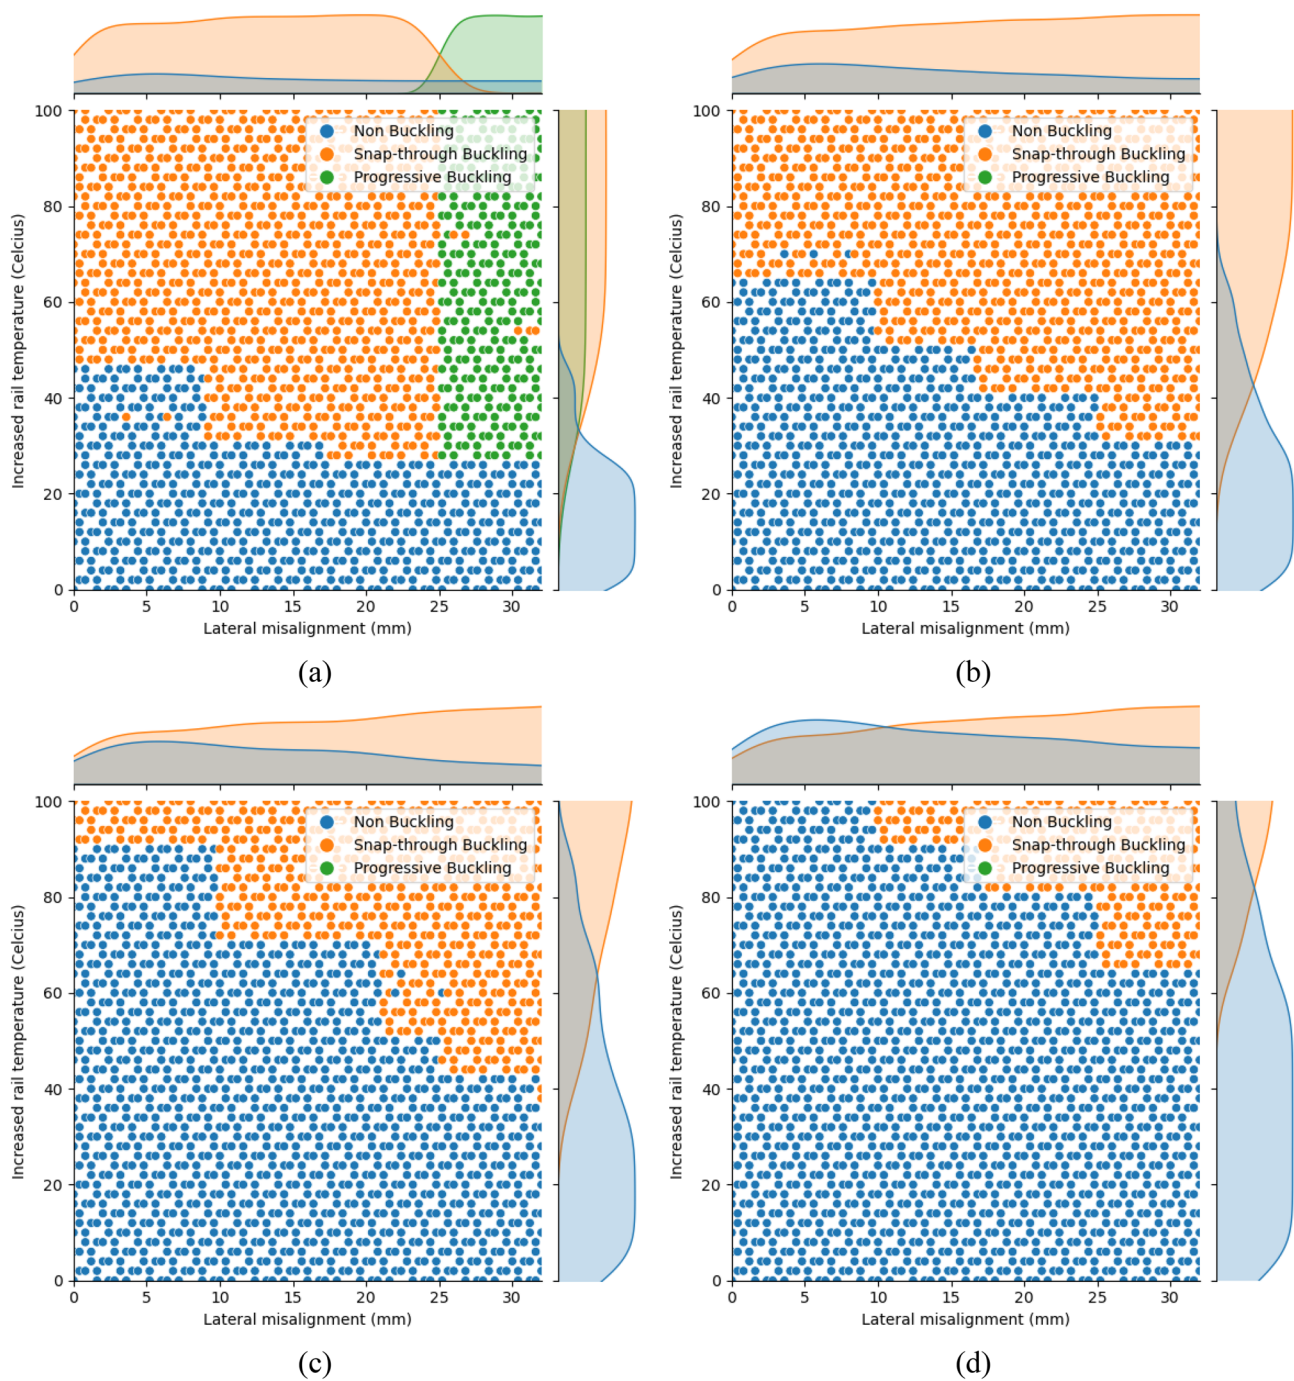 100
80
60
40
20
0
Increased rail temperature (Celcius)
Non Buckling
Snap-through Buckling
Progressive Buckling
0 5 10 15 20 25 30
Lateral misalignment (mm)
(a)
100
80
60
40
20
0
Increased rail temperature (Celcius)
Non Buckling
Snap-through Buckling
Progressive Buckling
0 5 10 15 20 25 30
Lateral misalignment (mm)
(b)
100
80
60
40
20
0
Increased rail temperature (Celcius)
Non Buckling
Snap-through Buckling
Progressive Buckling
0 5 10 15 20 25 30
Lateral misalignment (mm)
(c)
100
80
60
40
20
0
Increased rail temperature (Celcius)
Non Buckling
Snap-through Buckling
Progressive Buckling
0 5 10 15 20 25 30
Lateral misalignment (mm)
(d)